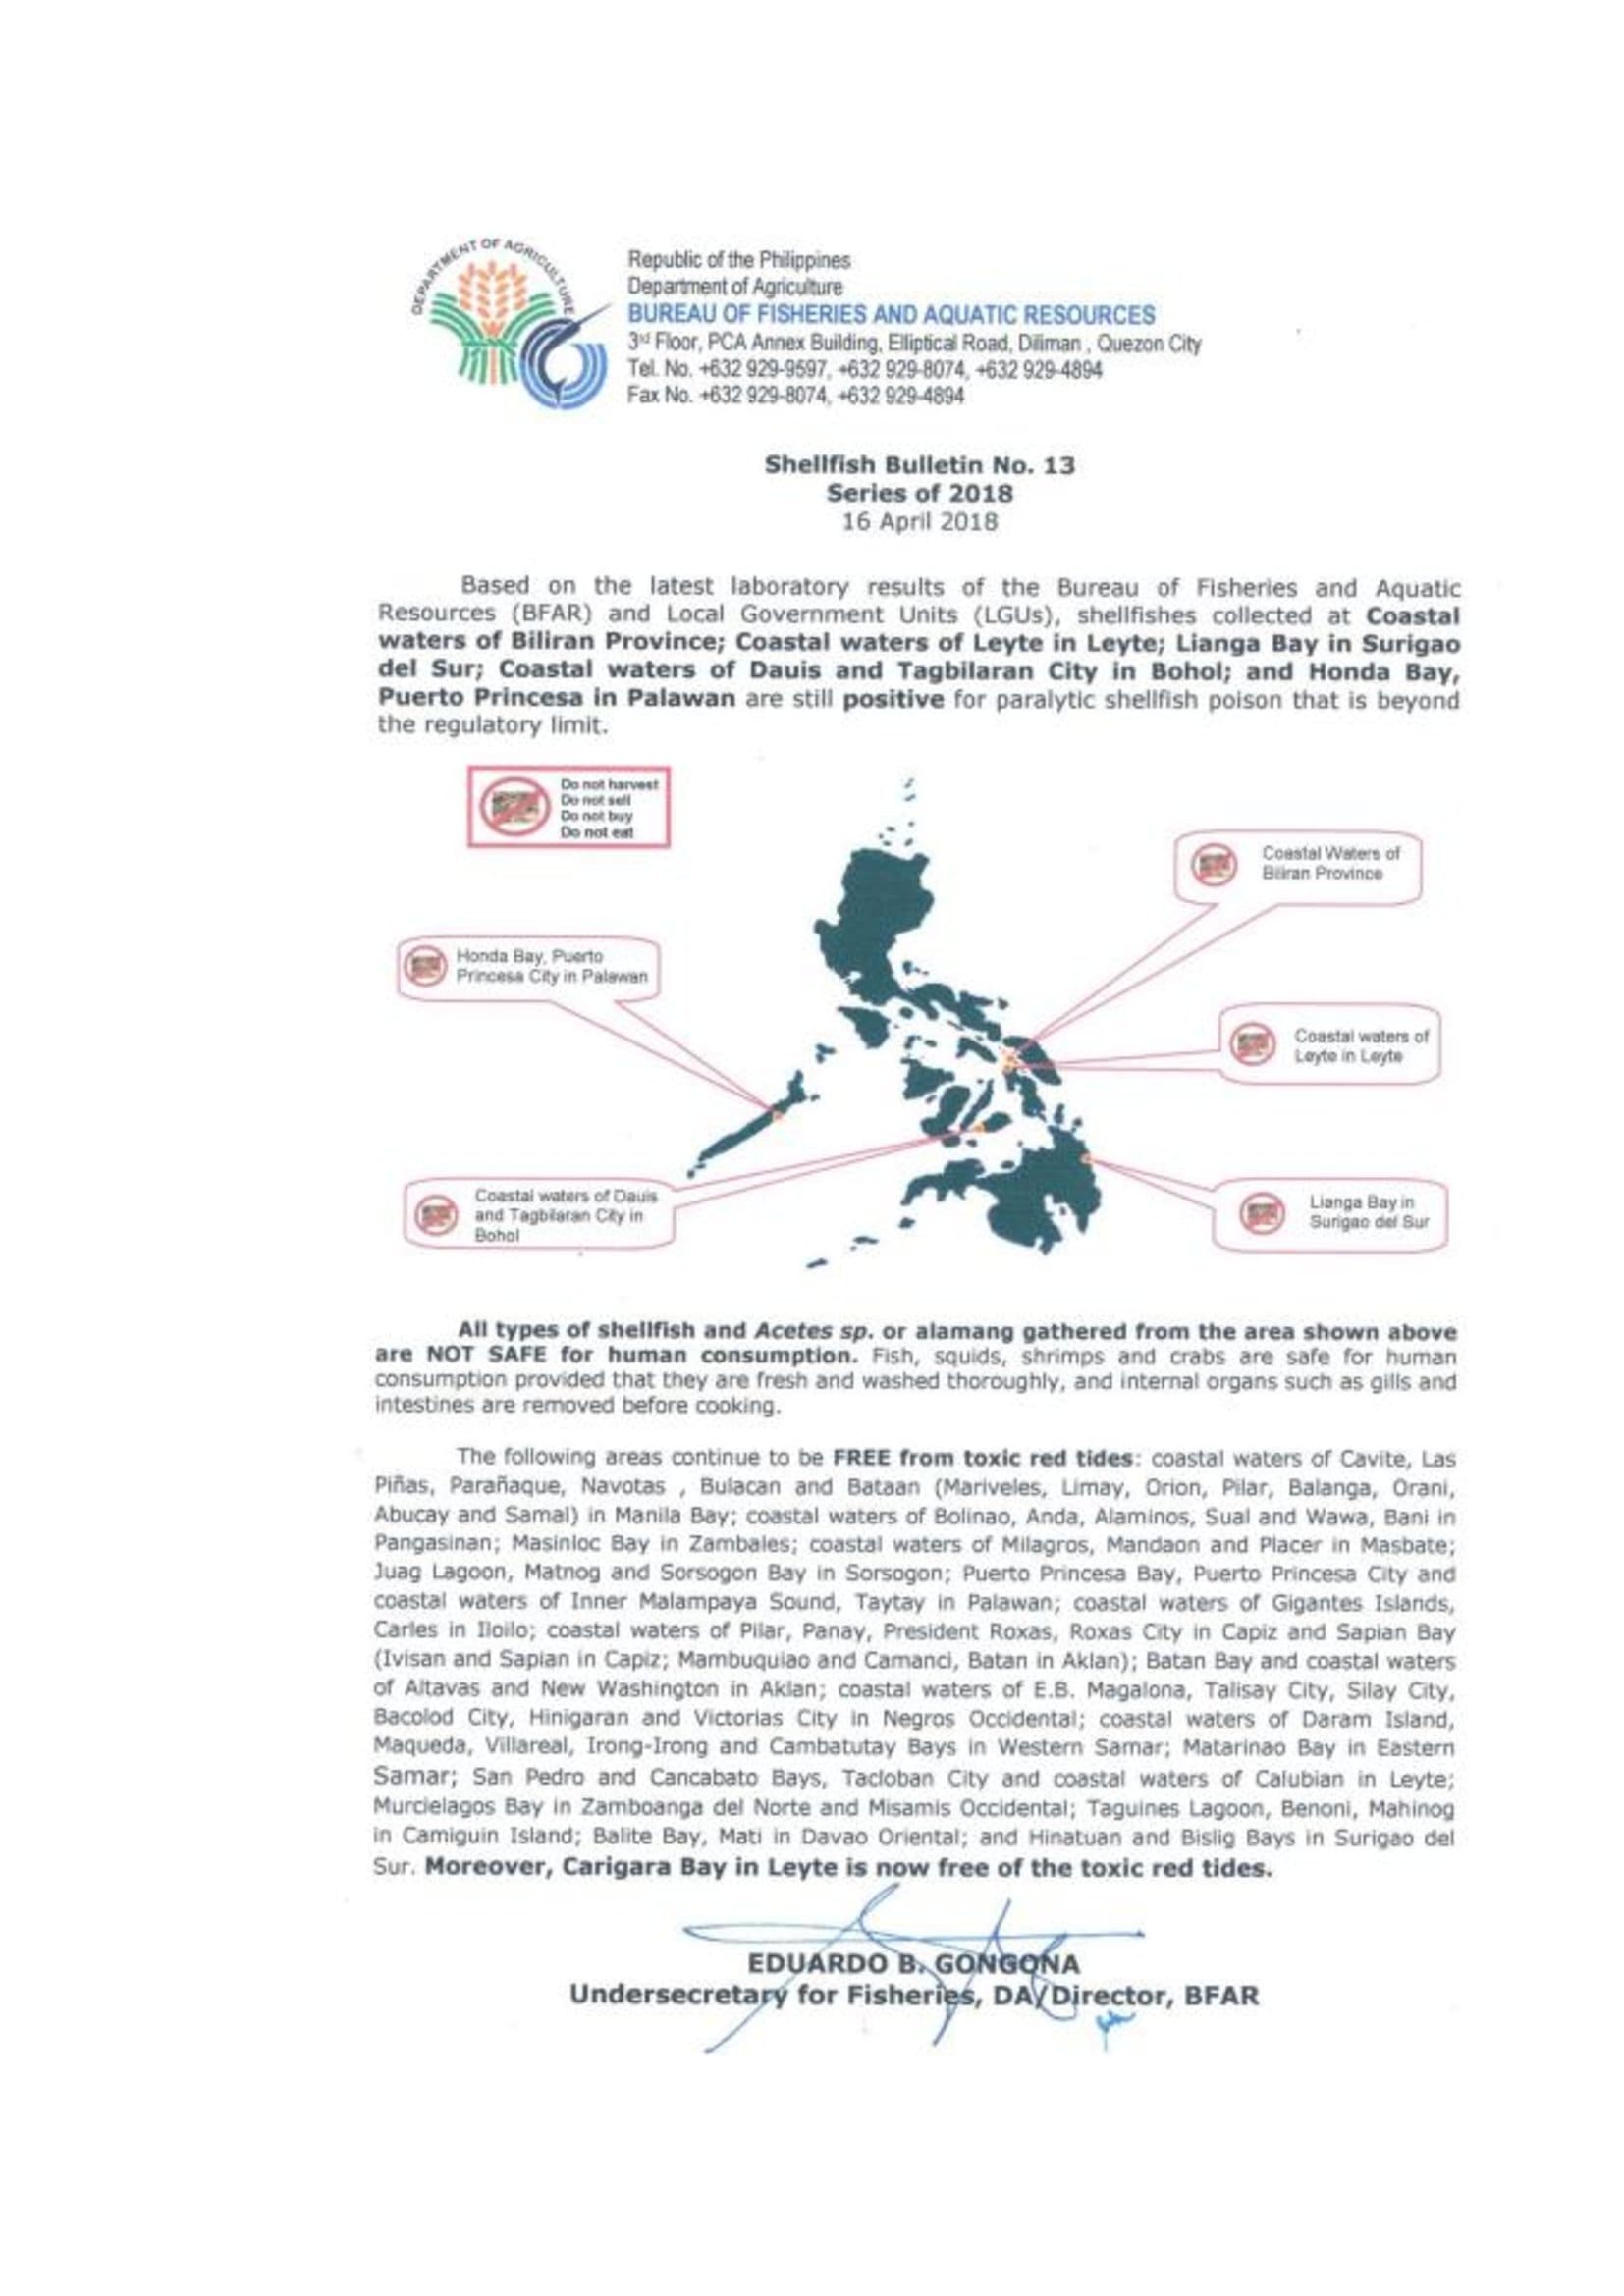 DEPARTMENT OF AGRICULTURE
Republic of the Philippines
Department of Agriculture
BUREAU OF FISHERIES AND AQUATIC RESOURCES
3rd Floor, PCA Annex Building, Elliptical Road, Diliman , Quezon City
Tel. No. +632 929-9597, +632 929-8074, +632 929-4894
Fax No. +632 929-8074, +632 929-4894
Shellfish Bulletin No. 13
Series of 2018
16 April 2018
Based on the latest laboratory results of the Bureau of Fisheries and Aquatic
Resources (BFAR) and Local Government Units (LGUs), shellfishes collected at Coastal
waters of Biliran Province; Coastal waters of Leyte in Leyte; Lianga Bay in Surigao
del Sur; Coastal waters of Dauis and Tagbilaran City in Bohol; and Honda Bay,
Puerto Princesa in Palawan are still positive for paralytic shellfish poison that is beyond
the regulatory limit.
Do not harvest
Do not sell
Do not buy
Do not eat
Coastal Waters of
Biliran Province
Honda Bay, Puerto
Princesa City in Palawan
Coastal waters of
Leyte in Leyte
Coastal waters of Dauis
and Tagbilaran City in
Bohol
Lianga Bay in
Surigao del Sur
All types of shellfish and Acetes sp. or alamang gathered from the area shown above
are NOT SAFE for human consumption. Fish, squids, shrimps and crabs are safe for human
consumption provided that they are fresh and washed thoroughly, and internal organs such as gills and
intestines are removed before cooking.
The following areas continue to be FREE from toxic red tides: coastal waters of Cavite, Las
Piñas, Parañaque, Navotas , Bulacan and Bataan (Mariveles, Limay, Orion, Pilar, Balanga, Orani,
Abucay and Samal) in Manila Bay; coastal waters of Bolinao, Anda, Alaminos, Sual and Wawa, Bani in
Pangasinan; Masinloc Bay in Zambales; coastal waters of Milagros, Mandaon and Placer in Masbate;
Juag Lagoon, Matnog and Sorsogon Bay in Sorsogon; Puerto Princesa Bay, Puerto Princesa City and
coastal waters of Inner Malampaya Sound, Taytay in Palawan; coastal waters of Gigantes Islands,
Carles in Iloilo; coastal waters of Pilar, Panay, President Roxas, Roxas City in Capiz and Sapian Bay
(Ivisan and Sapian in Capiz; Mambuquiao and Camanci, Batan in Aklan); Batan Bay and coastal waters
of Altavas and New Washington in Aklan; coastal waters of E.B. Magalona, Talisay City, Silay City,
Bacolod City, Hinigaran and Victorias City in Negros Occidental; coastal waters of Daram Island,
Maqueda, Villareal, Irong-Irong and Cambatutay Bays in Western Samar; Matarinao Bay in Eastern
Samar; San Pedro and Cancabato Bays, Tacloban City and coastal waters of Calubian in Leyte;
Murcielagos Bay in Zamboanga del Norte and Misamis Occidental; Taguines Lagoon, Benoni, Mahinog
in Camiguin Island; Balite Bay, Mati in Davao Oriental; and Hinatuan and Bislig Bays in Surigao del
Sur. Moreover, Carigara Bay in Leyte is now free of the toxic red tides.
EDUARDO B. GONGONA
Undersecretary for Fisheries, DA/Director, BFAR